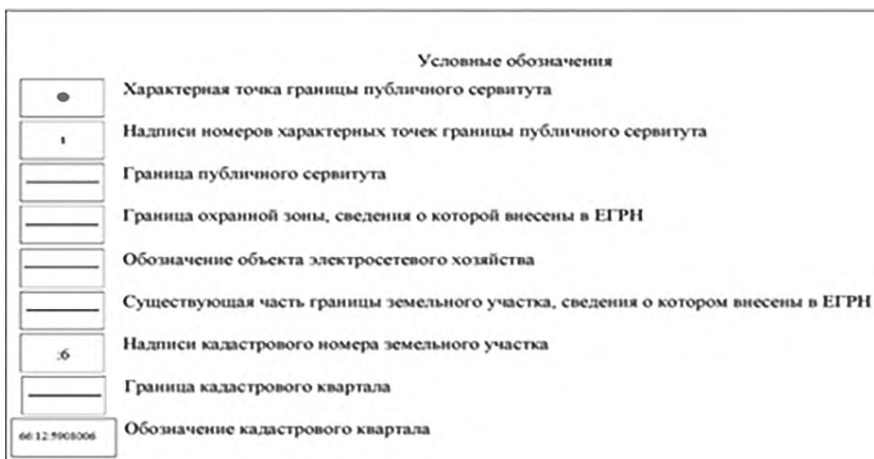 Условные обозначения
Характерная точка границы публичного сервитута
1 Надписи номеров характерных точек границы публичного сервитута
Граница публичного сервитута
Граница охранной зоны, сведения о которой внесены в ЕГРН
Обозначение объекта электросетевого хозяйства
Существующая часть границы земельного участка, сведения о котором внесены в ЕГРН
:6 Надписи кадастрового номера земельного участка
Граница кадастрового квартала
66:12:5908006 Обозначение кадастрового квартала